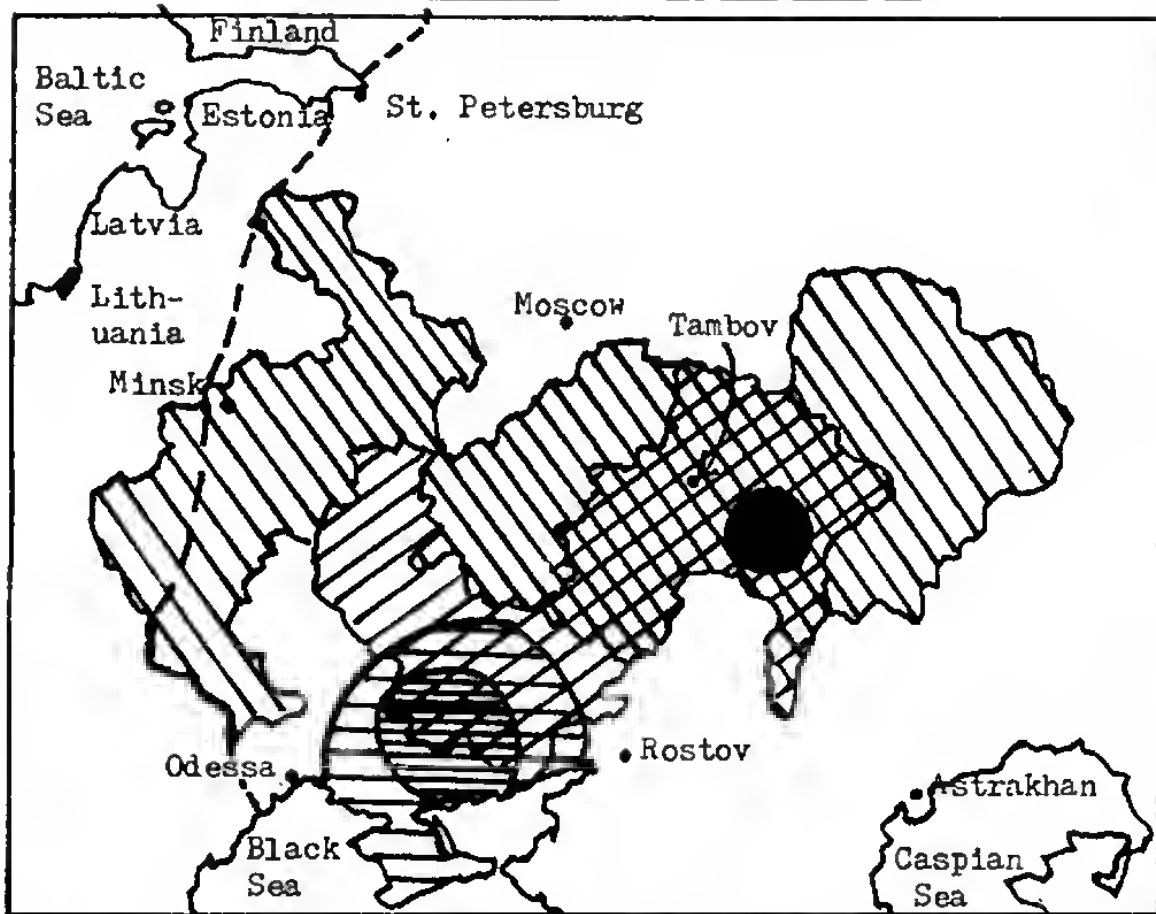 Finland
Baltic
Sea
Estonia
St. Petersburg
Latvia
Lith-
uania
Moscow
Tambov
Minsk
Odessa
Rostov
Astrakhan
Black
Sea
Caspian
Sea